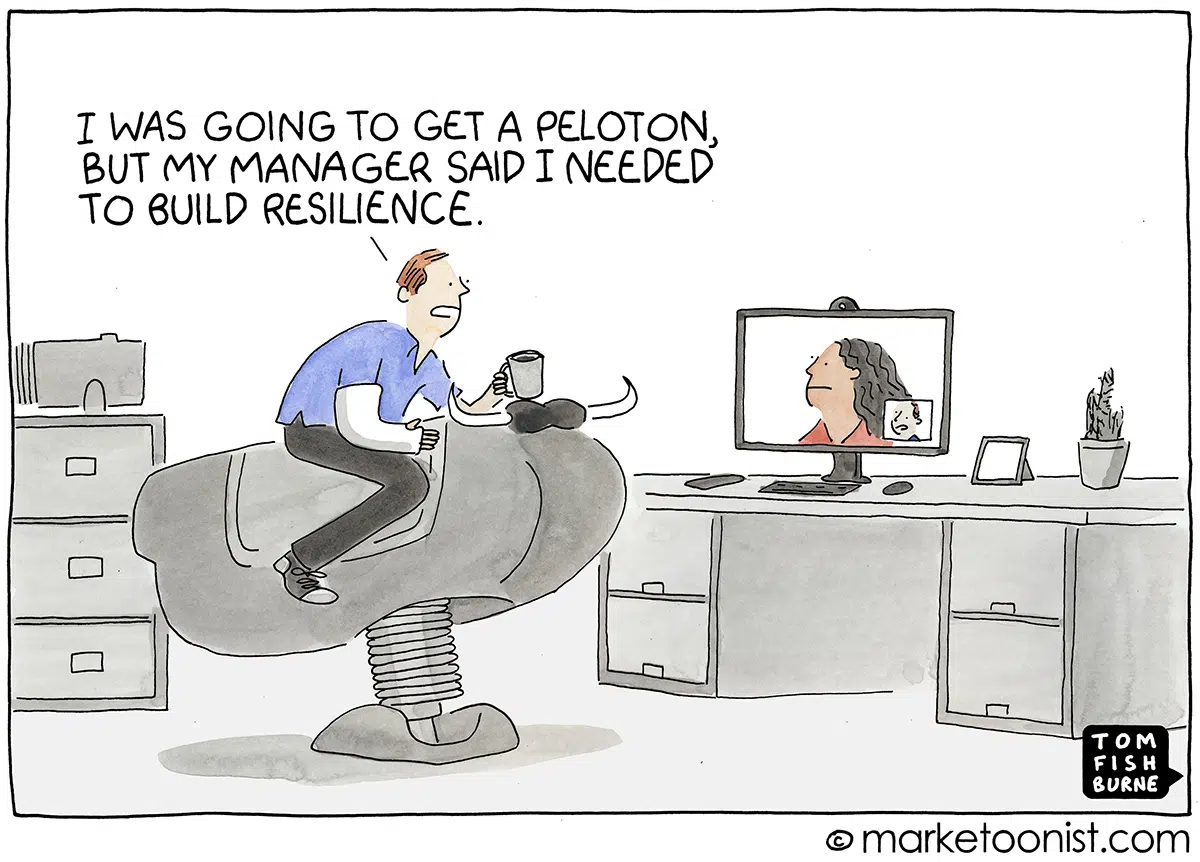 I WAS GOING TO GET A PELOTON,
BUT MY MANAGER SAID I NEEDED
TO BUILD RESILIENCE.
TOM
FISH
BURNE
© marketoonist.com